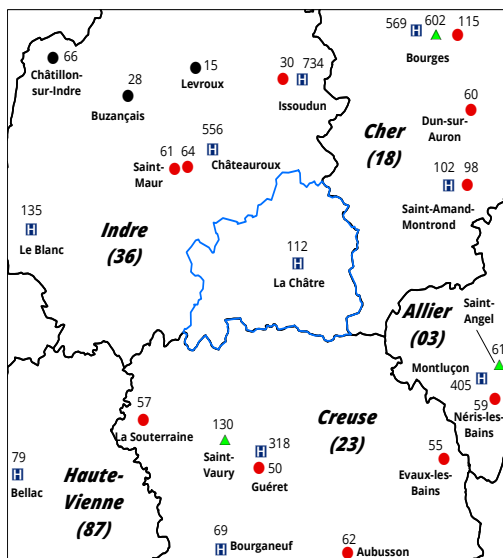 569
602
115
Bourges
66
Châtillon-
sur-Indre
15
Levroux
30
734
H
Issoudun
28
Buzançais
60
Dun-sur-
Auron
Cher
(18)
556
H
Châteauroux
61
64
Saint-
Maur
102
98
H
Saint-Amand-
Montrond
135
H
Le Blanc
Indre
(36)
112
H
La Châtre
Allier
(03)
Saint-
Angel
61
Montluçon
H
405
59
Néris-les-
Bains
57
La Souterraine
130
Saint-
Vaury
318
H
50
Guéret
Creuse
(23)
55
Evaux-les-
Bains
79
H
Bellac
Haute-
Vienne
(87)
69
H
Bourganeuf
62
Aubusson